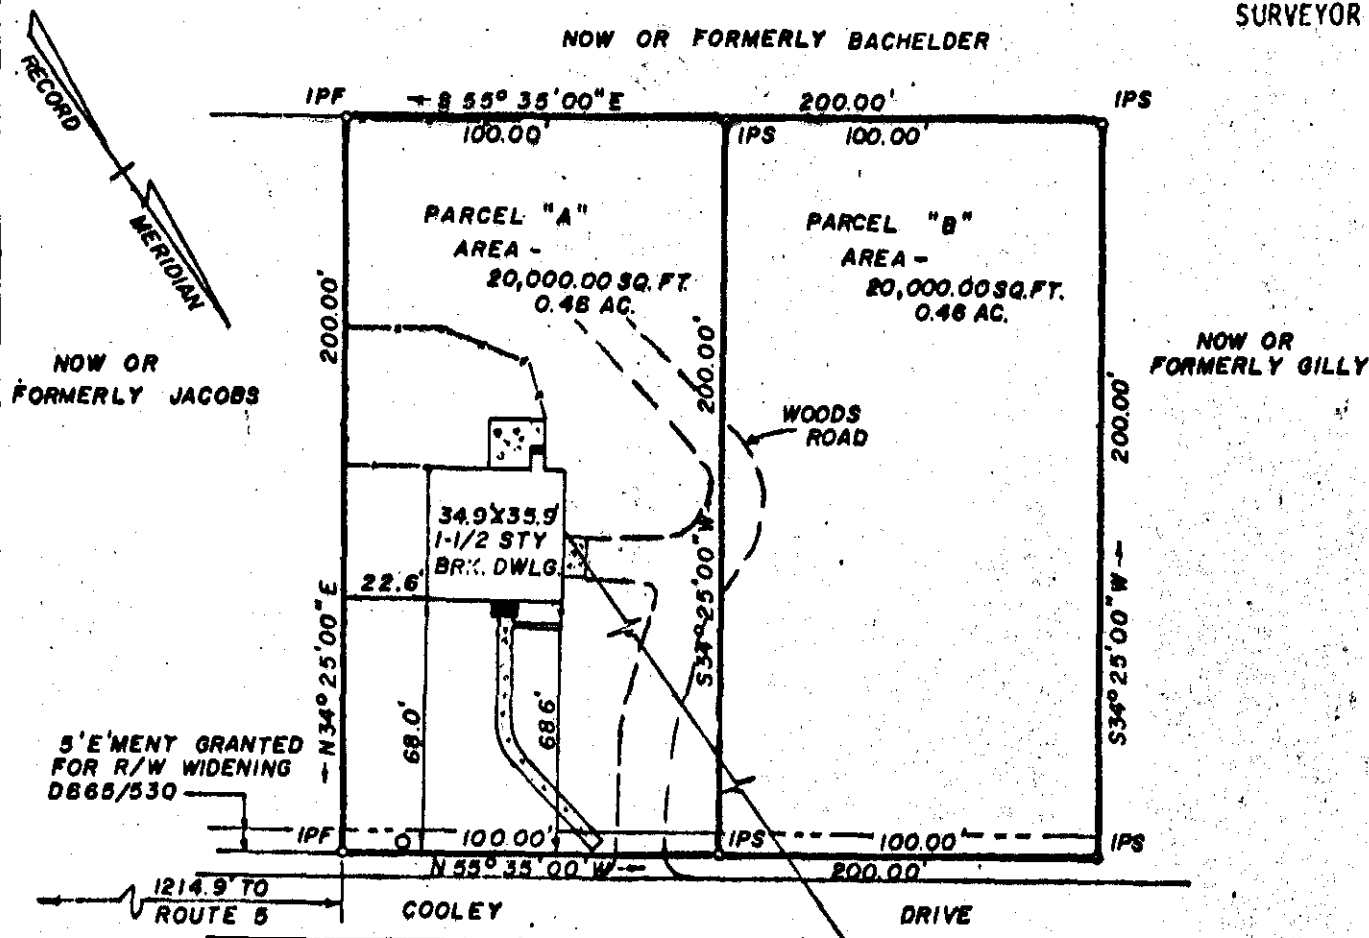 SURVEYOR
NOW OR FORMERLY BACHELDER
RECORD
MERIDIAN
IPF
S 55° 35' 00" E
200.00'
IPS
100.00'
IPS
100.00'
PARCEL "A"
AREA -
20,000.00 SQ. FT.
0.46 AC.
PARCEL "B"
AREA -
20,000.00 SQ. FT.
0.46 AC.
200.00'
200.00'
200.00'
NOW OR
FORMERLY JACOBS
NOW OR
FORMERLY GILLY
WOODS
ROAD
34.9'X35.9'
1-1/2 STY
BRK. DWLG.
22.6'
N34° 25' 00" E
S34° 25' 00" W
S34° 25' 00" W
68.0'
68.6'
5' E'MENT GRANTED
FOR R/W WIDENING
DB65/530
IPF
100.00'
IPS
100.00'
IPS
N 55° 35' 00" W
200.00'
1214.9' TO
ROUTE 5
COOLEY DRIVE